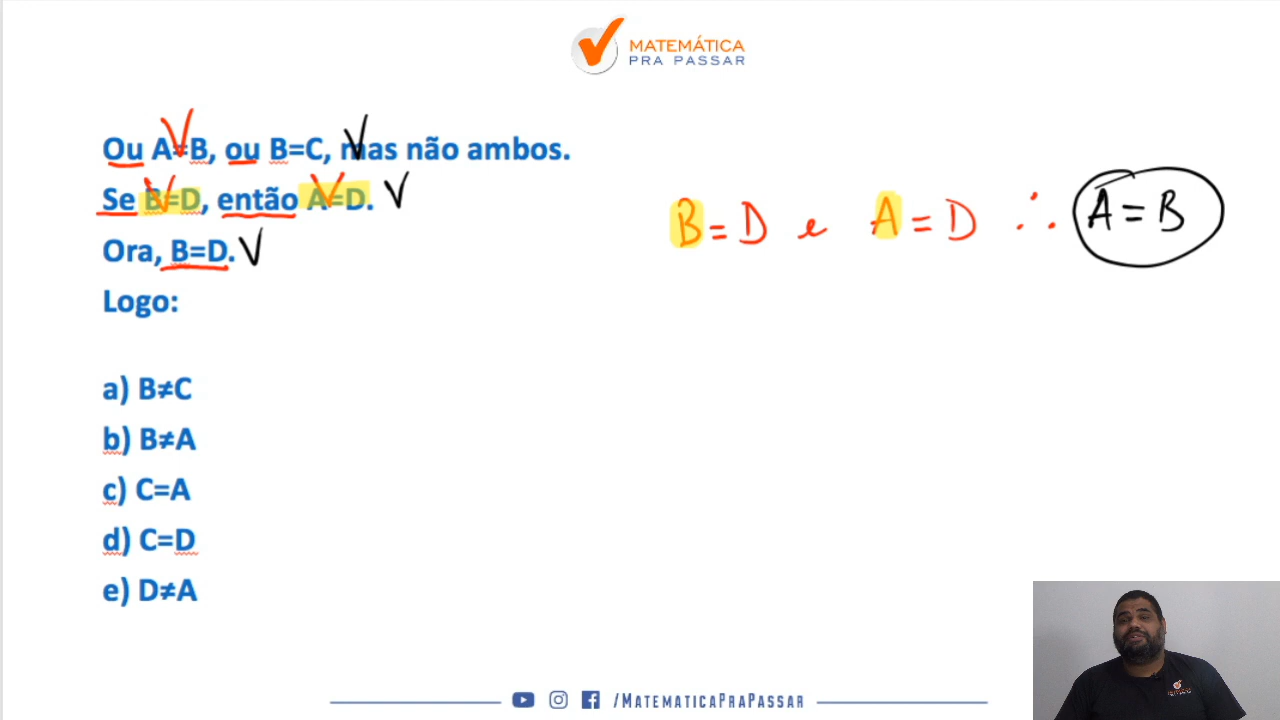 MATEMÁTICA
PRA PASSAR
Ou A=B, ou B=C, mas não ambos.
Se B=D, então A=D.
Ora, B=D.
Logo:
V
V
V
V
V
V
B = D e A = D ∴ A = B
a) B≠C
b) B≠A
c) C=A
d) C=D
e) D≠A
/MATEMATICAPRAPASSAR